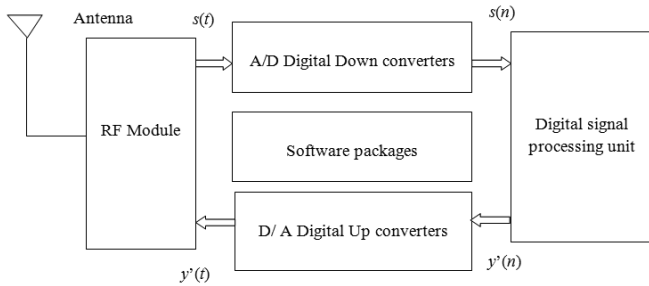 Antenna
s(t)
s(n)
A/D Digital Down converters
RF Module
Software packages
Digital signal
processing unit
D/ A Digital Up converters
y’(t)
y’(n)